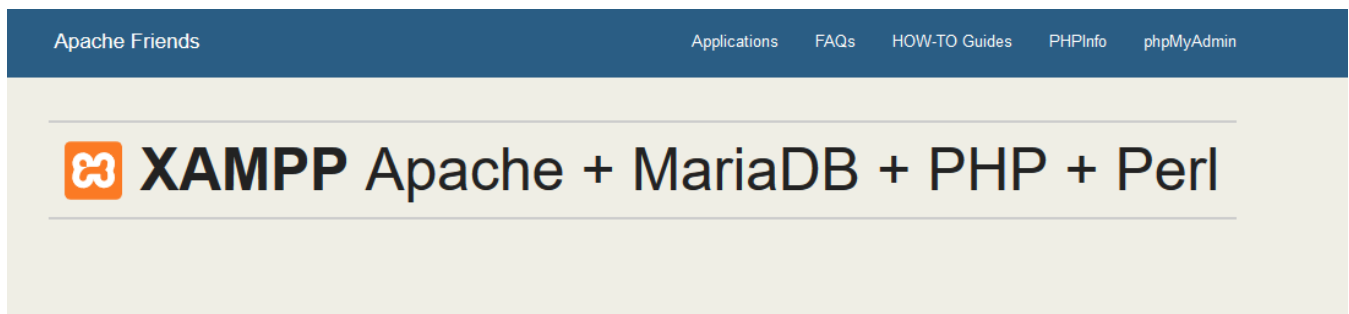 Apache Friends Applications FAQs HOW-TO Guides PHPInfo phpMyAdmin
XAMPP Apache + MariaDB + PHP + Perl